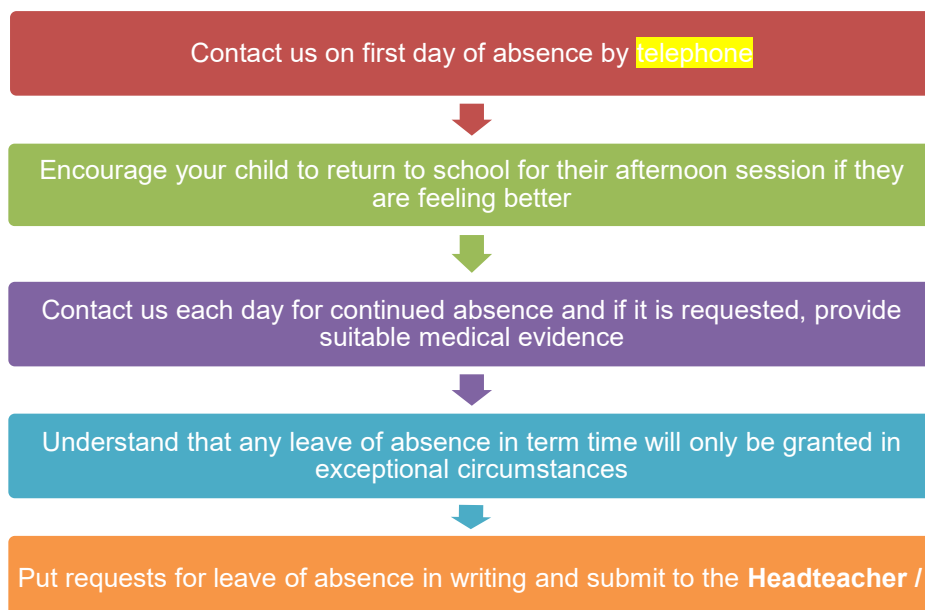 Contact us on first day of absence by telephone
Encourage your child to return to school for their afternoon session if they
are feeling better
Contact us each day for continued absence and if it is requested, provide
suitable medical evidence
Understand that any leave of absence in term time will only be granted in
exceptional circumstances
Put requests for leave of absence in writing and submit to the Headteacher /